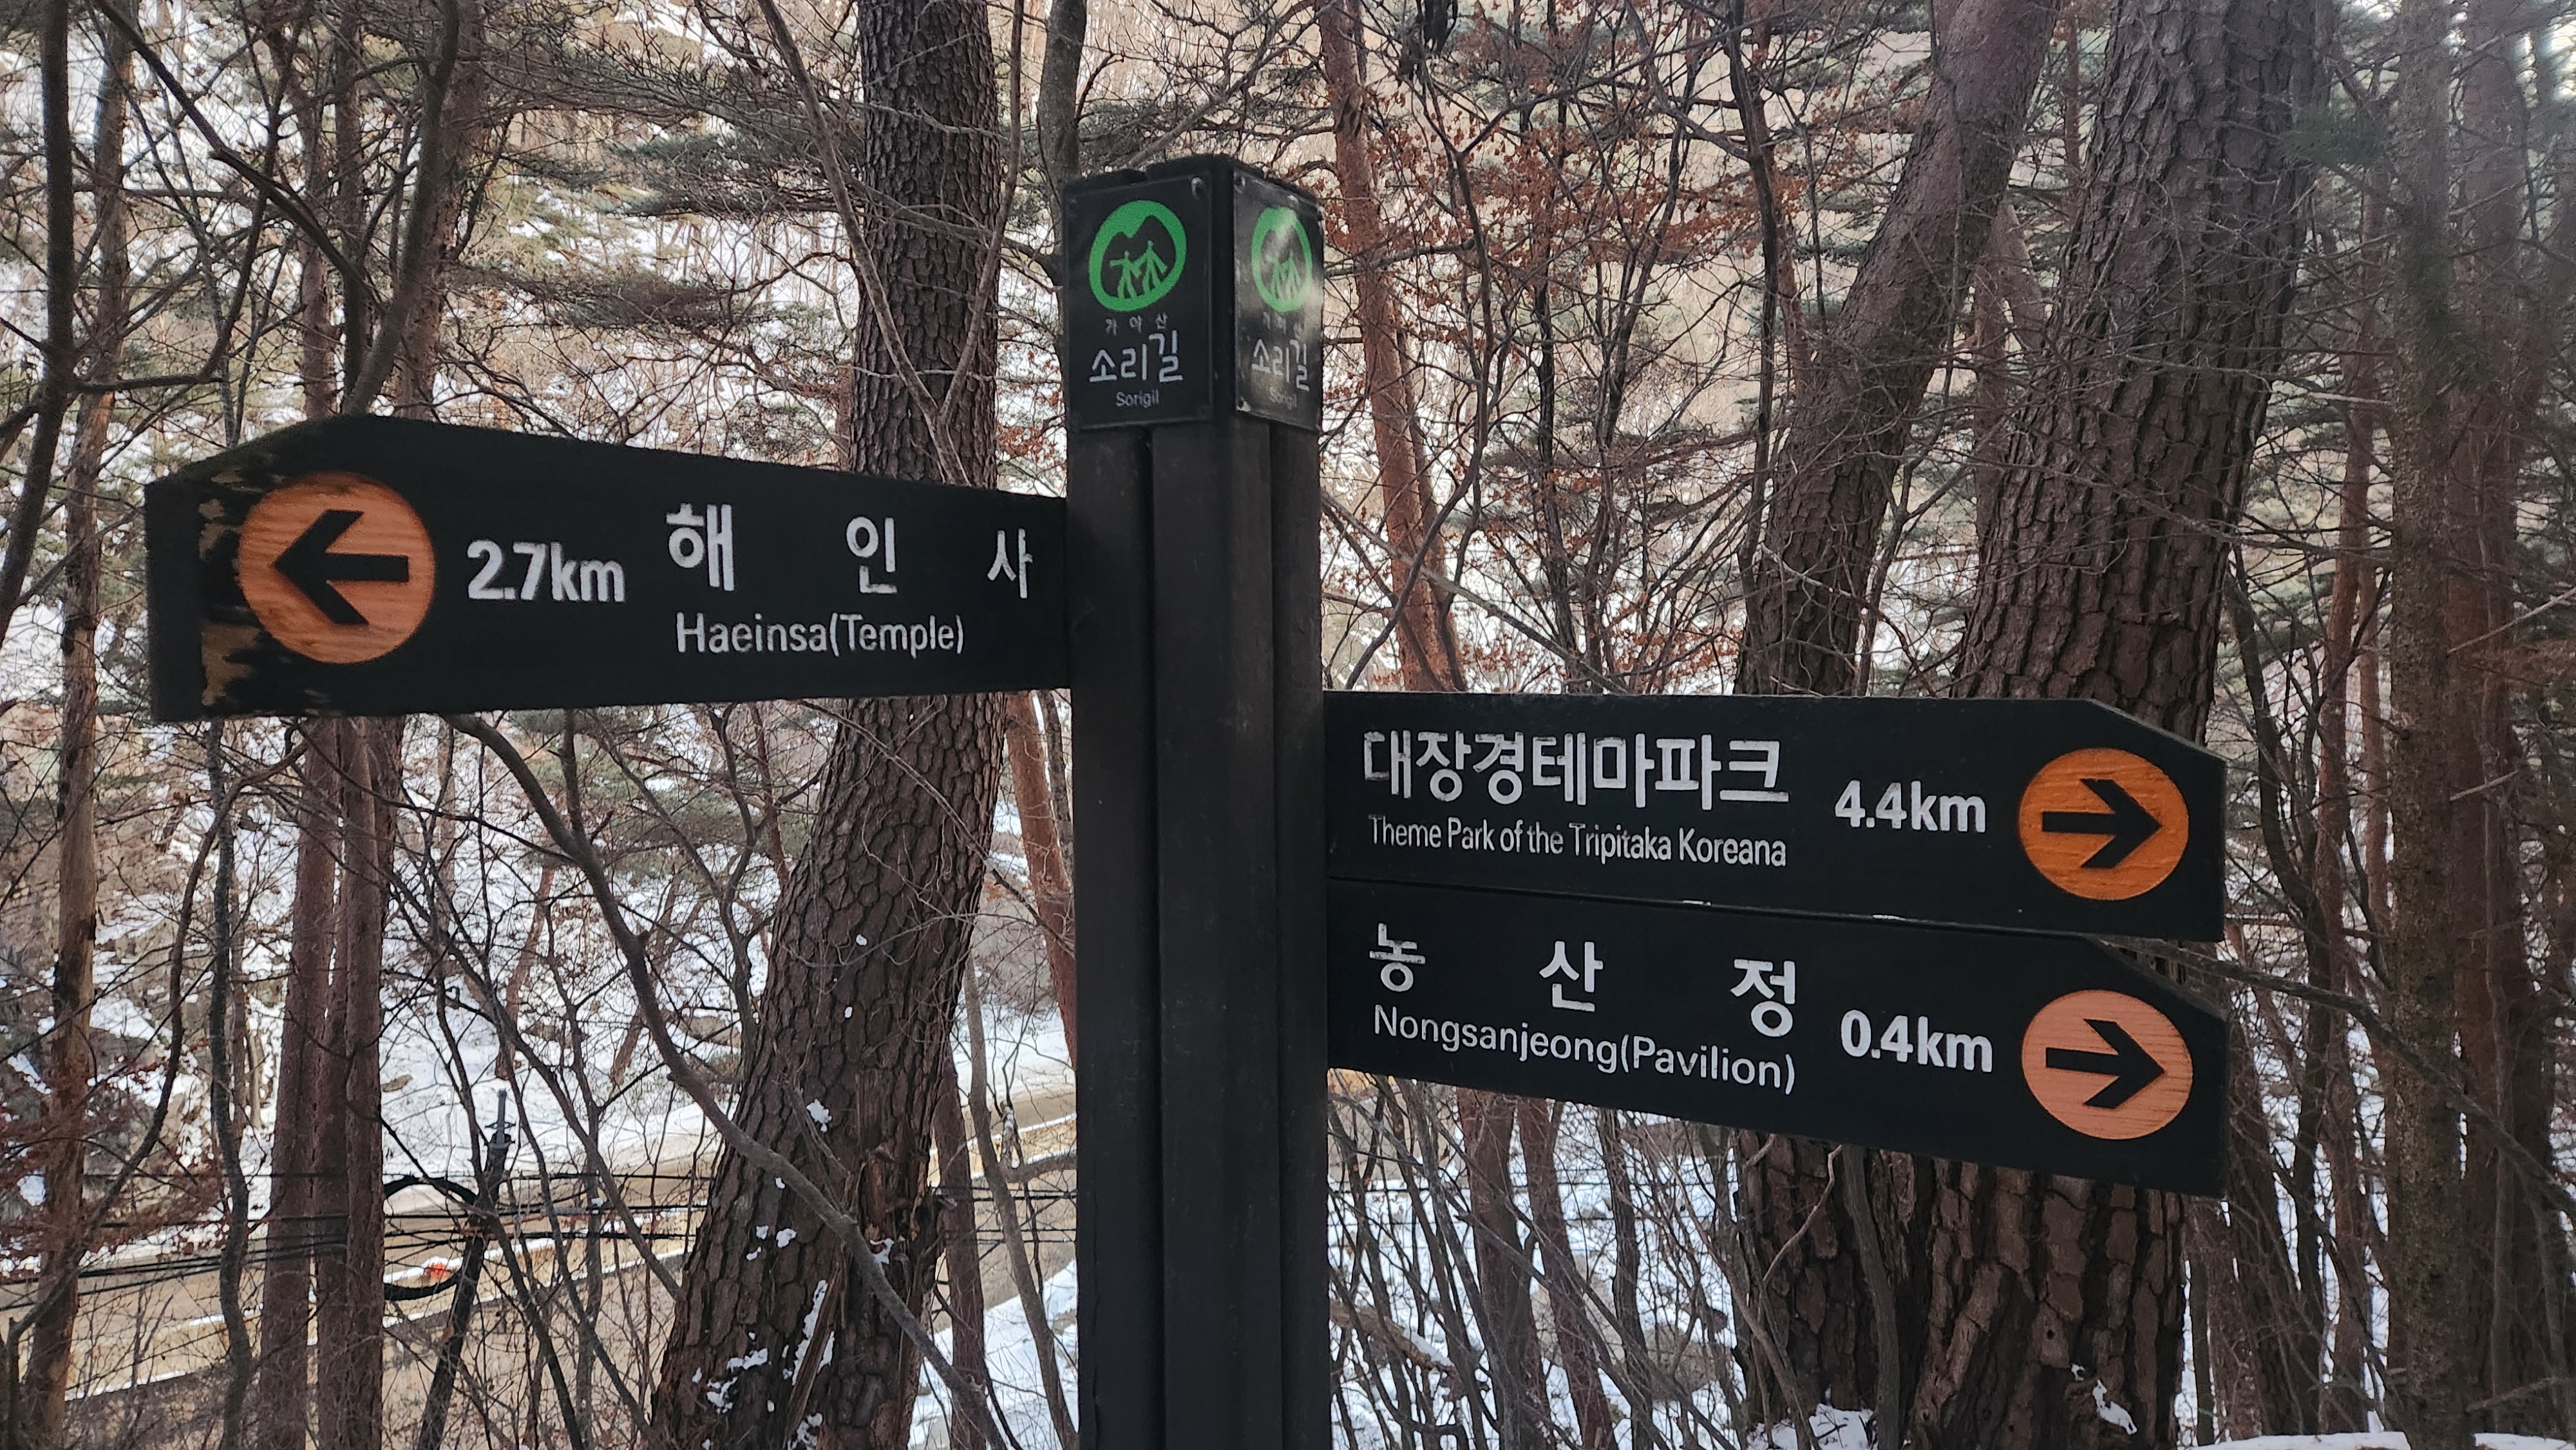 가야산
소리길
Sorigil
소리길
Sorigil
2.7km 해인사
Haeinsa(Temple)
대장경테마파크 4.4km
Theme Park of the Tripitaka Koreana
농산정 0.4km
Nongsanjeong(Pavilion)